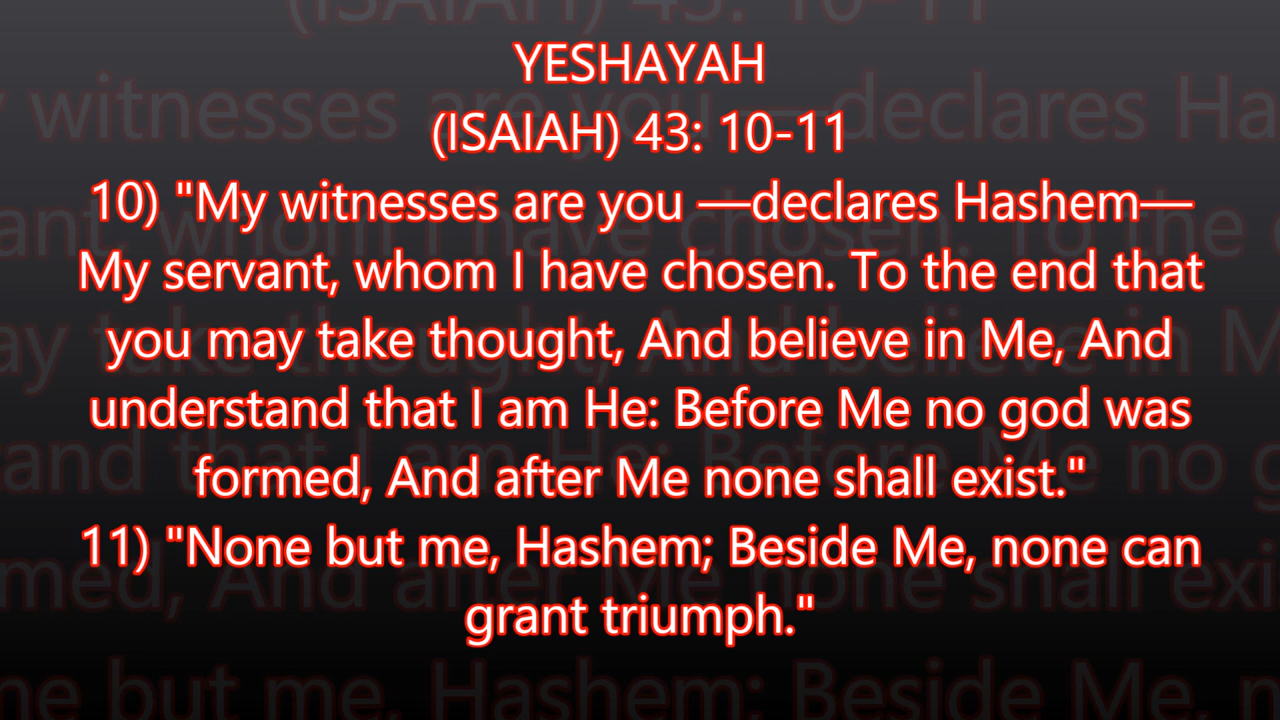 YESHAYAH
(ISAIAH) 43: 10-11
10) "My witnesses are you —declares Hashem—
My servant, whom I have chosen. To the end that
you may take thought, And believe in Me, And
understand that I am He: Before Me no god was
formed, And after Me none shall exist."
11) "None but me, Hashem; Beside Me, none can
grant triumph."